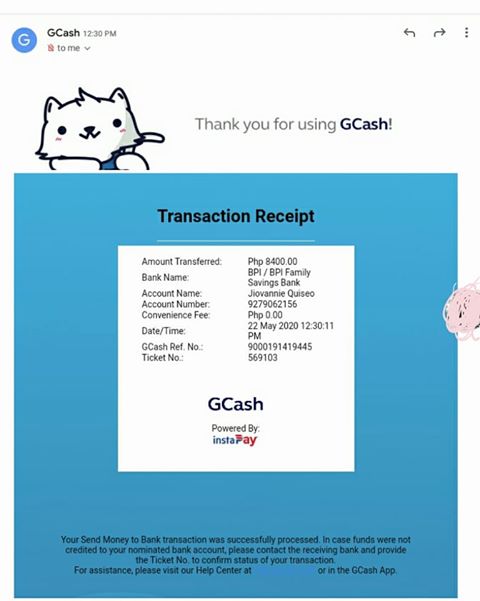 GCash 12:30 PM
G
to me
Thank you for using GCash!
Transaction Receipt
Amount Transferred: Php 8400.00
Bank Name: BPI / BPI Family
Savings Bank
Account Name: Jiovannie Quiseo
Account Number: 9279062156
Convenience Fee: Php 0.00
Date/Time: 22 May 2020 12:30:11
PM
GCash Ref. No.: 9000191419445
Ticket No.: 569103
GCash
Powered By:
instaPay
Your Send Money to Bank transaction was successfully processed. In case funds were not
credited to your nominated bank account, please contact the receiving bank and provide
the Ticket No. to confirm status of your transaction.
For assistance, please visit our Help Center at or in the GCash App.